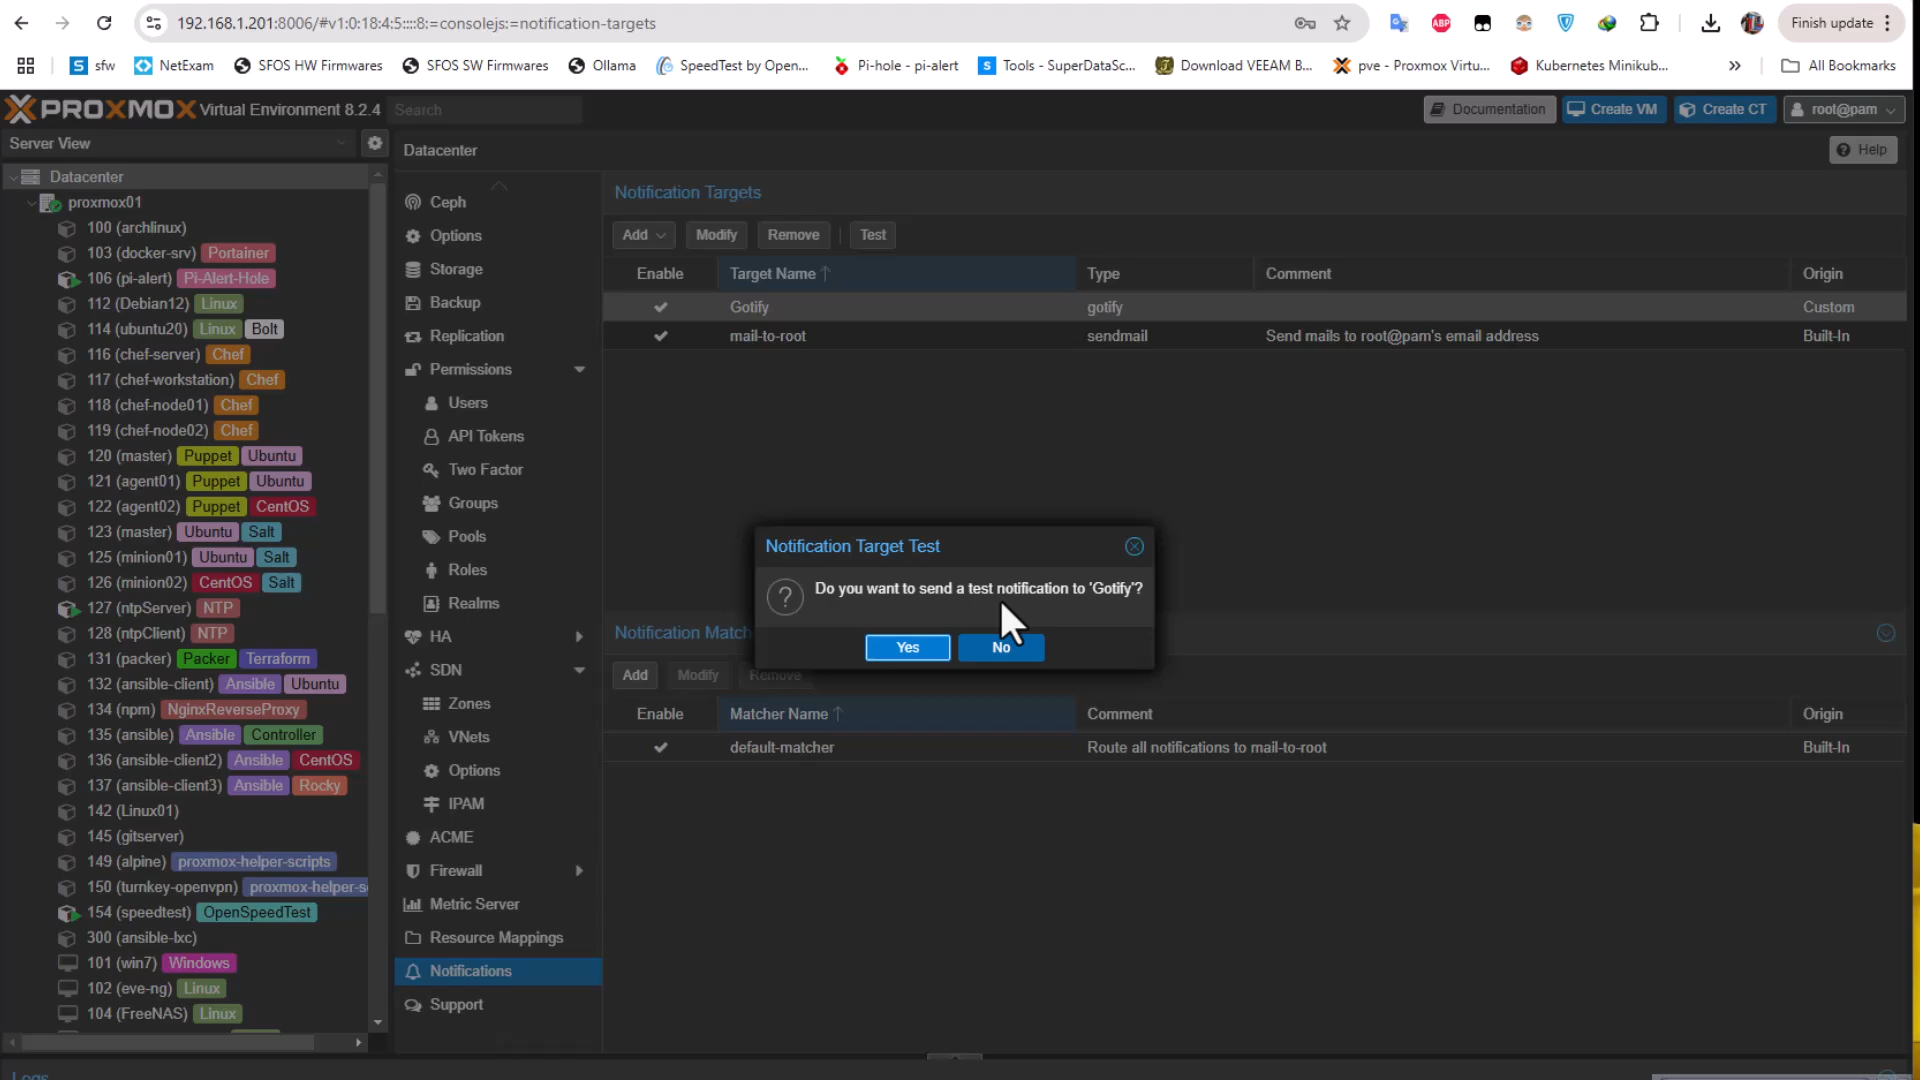 192.168.1.201:8006/#v1:0:18:4:5::::8:=consolejs:=notification-targets
ABP
Finish update
S sfw
NetExam
SFOS HW Firmwares
SFOS SW Firmwares
Ollama
SpeedTest by Open...
Pi-hole - pi-alert
S Tools - SuperDataSc...
Download VEEAM B...
pve - Proxmox Virtu...
Kubernetes Minikub...
»
All Bookmarks
PROXMOX Virtual Environment 8.2.4
Search
Documentation
Create VM
Create CT
root@pam
Server View
Datacenter
Help
Datacenter
proxmox01
100 (archlinux)
103 (docker-srv) Portainer
106 (pi-alert) Pi-Alert-Hole
112 (Debian12) Linux
114 (ubuntu20) Linux Bolt
116 (chef-server) Chef
117 (chef-workstation) Chef
118 (chef-node01) Chef
119 (chef-node02) Chef
120 (master) Puppet Ubuntu
121 (agent01) Puppet Ubuntu
122 (agent02) Puppet CentOS
123 (master) Ubuntu Salt
125 (minion01) Ubuntu Salt
126 (minion02) CentOS Salt
127 (ntpServer) NTP
128 (ntpClient) NTP
131 (packer) Packer Terraform
132 (ansible-client) Ansible Ubuntu
134 (npm) NginxReverseProxy
135 (ansible) Ansible Controller
136 (ansible-client2) Ansible CentOS
137 (ansible-client3) Ansible Rocky
142 (Linux01)
145 (gitserver)
149 (alpine) proxmox-helper-scripts
150 (turnkey-openvpn) proxmox-helper-s
154 (speedtest) OpenSpeedTest
300 (ansible-lxc)
101 (win7) Windows
102 (eve-ng) Linux
104 (FreeNAS) Linux
Logs
Ceph
Options
Storage
Backup
Replication
Permissions
Users
API Tokens
Two Factor
Groups
Pools
Roles
Realms
HA
SDN
Zones
VNets
Options
IPAM
ACME
Firewall
Metric Server
Resource Mappings
Notifications
Support
Notification Targets
Add
Modify
Remove
Test
Enable
Target Name
Type
Comment
Origin
Gotify
gotify
Custom
mail-to-root
sendmail
Send mails to root@pam's email address
Built-In
Notification Target Test
Do you want to send a test notification to 'Gotify'?
Yes
No
Notification Match
Add
Modify
Remove
Enable
Matcher Name
Comment
Origin
default-matcher
Route all notifications to mail-to-root
Built-In